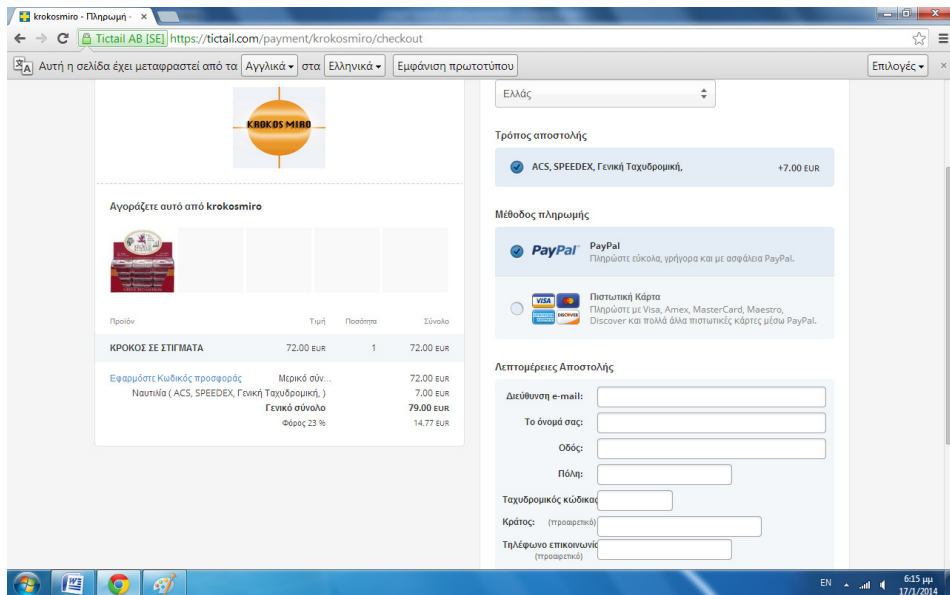 krokosmiro - Πληρωμή -
Tictail AB [SE] https://tictail.com/payment/krokosmiro/checkout
Αυτή η σελίδα έχει μεταφραστεί από τα Αγγλικά στα Ελληνικά Εμφάνιση πρωτοτύπου Επιλογές
KROKOS MIRO
Αγοράζετε αυτό από krokosmiro
Προϊόν Τιμή Ποσότητα Σύνολο
ΚΡΟΚΟΣ ΣΕ ΣΤΙΓΜΑΤΑ 72.00 EUR 1 72.00 EUR
Εφαρμόστε Κωδικός προσφοράς Μερικό σύν... 72.00 EUR
Ναυτιλία ( ACS, SPEEDEX, Γενική Ταχυδρομική, ) 7.00 EUR
Γενικό σύνολο 79.00 EUR
Φόρος 23 % 14.77 EUR
Ελλάς
Τρόπος αποστολής
ACS, SPEEDEX, Γενική Ταχυδρομική, +7.00 EUR
Μέθοδος πληρωμής
PayPal
PayPal
Πληρώστε εύκολα, γρήγορα και με ασφάλεια PayPal.
VISA
DISCOVER
Πιστωτική Κάρτα
Πληρώστε με Visa, Amex, MasterCard, Maestro,
Discover και πολλά άλλα πιστωτικές κάρτες μέσω PayPal.
Λεπτομέρειες Αποστολής
Διεύθυνση e-mail:
Το όνομά σας:
Οδός:
Πόλη:
Ταχυδρομικός κώδικας
Κράτος: (προαιρετικό)
Τηλέφωνο επικοινωνίας
(προαιρετικό)
EN 6:15 μμ
17/1/2014